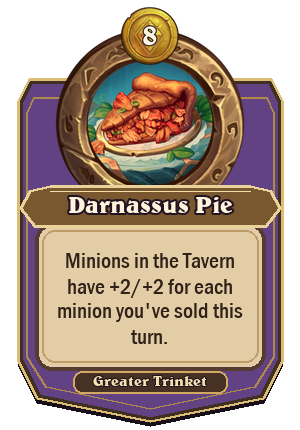 8
Darnassus Pie
Minions in the Tavern
have +2/+2 for each
minion you've sold this
turn.
Greater Trinket